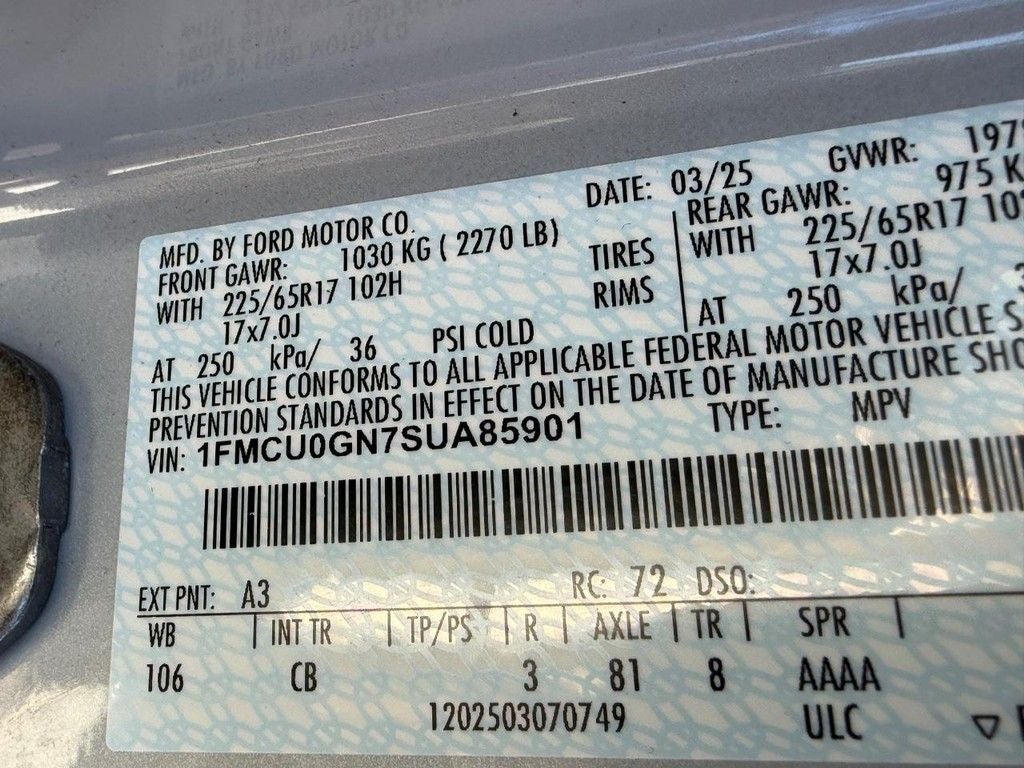 DATE: 03/25 GVWR:
MFD. BY FORD MOTOR CO.
FRONT GAWR: 1030 KG ( 2270 LB)
WITH 225/65R17 102H TIRES
17x7.0J RIMS
AT 250 kPa/ 36 PSI COLD
REAR GAWR: 975
WITH 225/65R17
17x7.0J
AT 250 kPa/
THIS VEHICLE CONFORMS TO ALL APPLICABLE FEDERAL MOTOR VEHICLE
PREVENTION STANDARDS IN EFFECT ON THE DATE OF MANUFACTURE
VIN: 1FMCU0GN7SUA85901 TYPE: MPV
EXT PNT: A3 RC: 72 DSO:
WB INT TR TP/PS R AXLE TR SPR
106 CB 3 81 8 AAAA
1202503070749 ULC